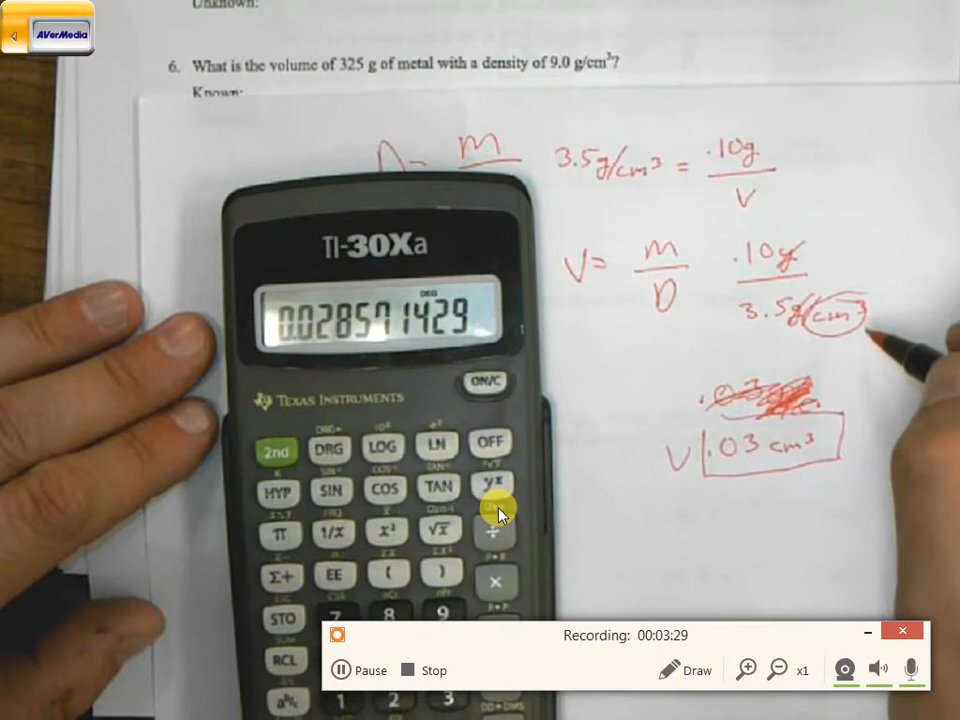 Unknown:
AVerMedia
6. What is the volume of 325 g of metal with a density of 9.0 g/cm³?
Known:
D = m
3.5g/cm³ = .10g
V
V = m .10g
D 3.5g/cm³
V .03 cm³
TI-30Xa
DEG
0.028571429
TEXAS INSTRUMENTS
ON/C
2nd DRG LOG LN OFF
HYP SIN COS TAN yˣ
π 1/x x² √x ÷
Σ+ EE ( ) ×
STO 7 8 9
RCL
a b/c 1 2 3
Recording: 00:03:29
Pause Stop Draw x1